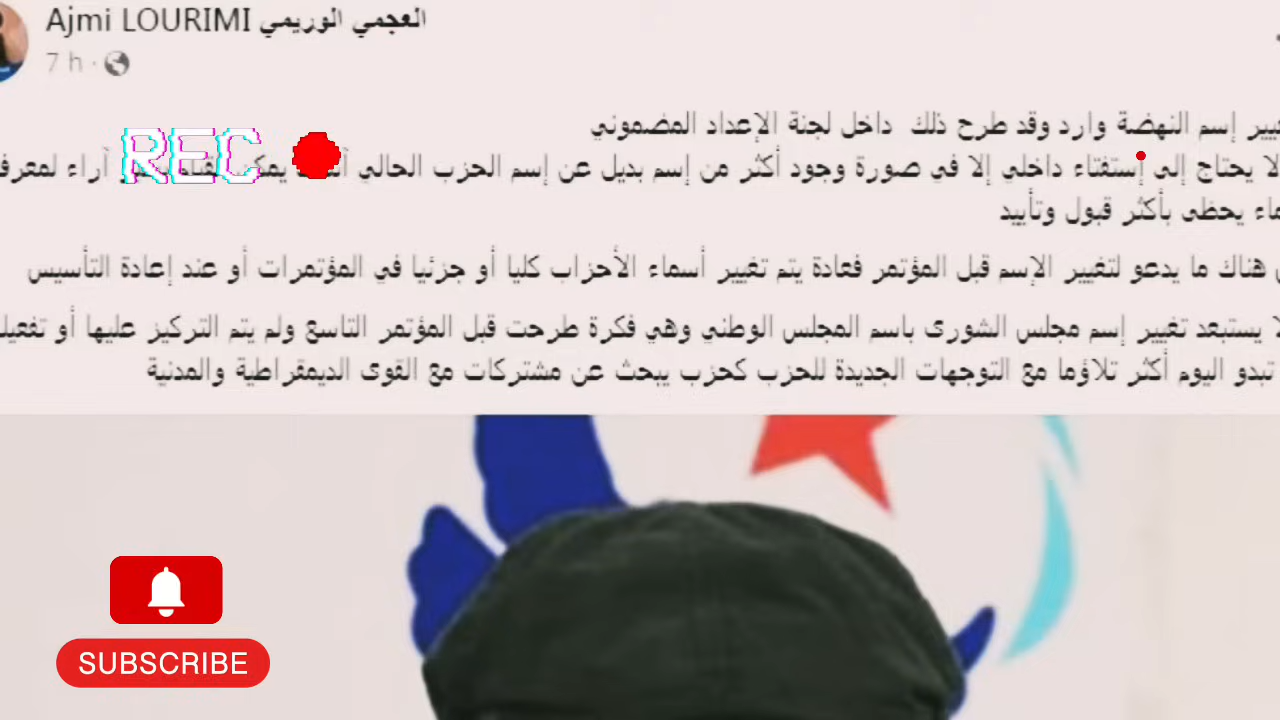 Ajmi LOURIMI العجمي الوريمي
7 h ·
REC
إسم النهضة وارد وقد طرح ذلك داخل لجنة الإعداد المضموني
لا يحتاج إلى إستفتاء داخلي إلا في صورة وجود أكثر من إسم بديل عن إسم الحزب الحالي آراء
يحظى بأكثر قبول وتأييد
هناك ما يدعو لتغيير الإسم قبل المؤتمر فعادة يتم تغيير أسماء الأحزاب كليا أو جزئيا في المؤتمرات أو عند إعادة التأسيس
يستبعد تغيير إسم مجلس الشورى باسم المجلس الوطني وهي فكرة طرحت قبل المؤتمر التاسع ولم يتم التركيز عليها أو
تبدو اليوم أكثر تلاؤما مع التوجهات الجديدة للحزب كحزب يبحث عن مشتركات مع القوى الديمقراطية والمدنية
SUBSCRIBE